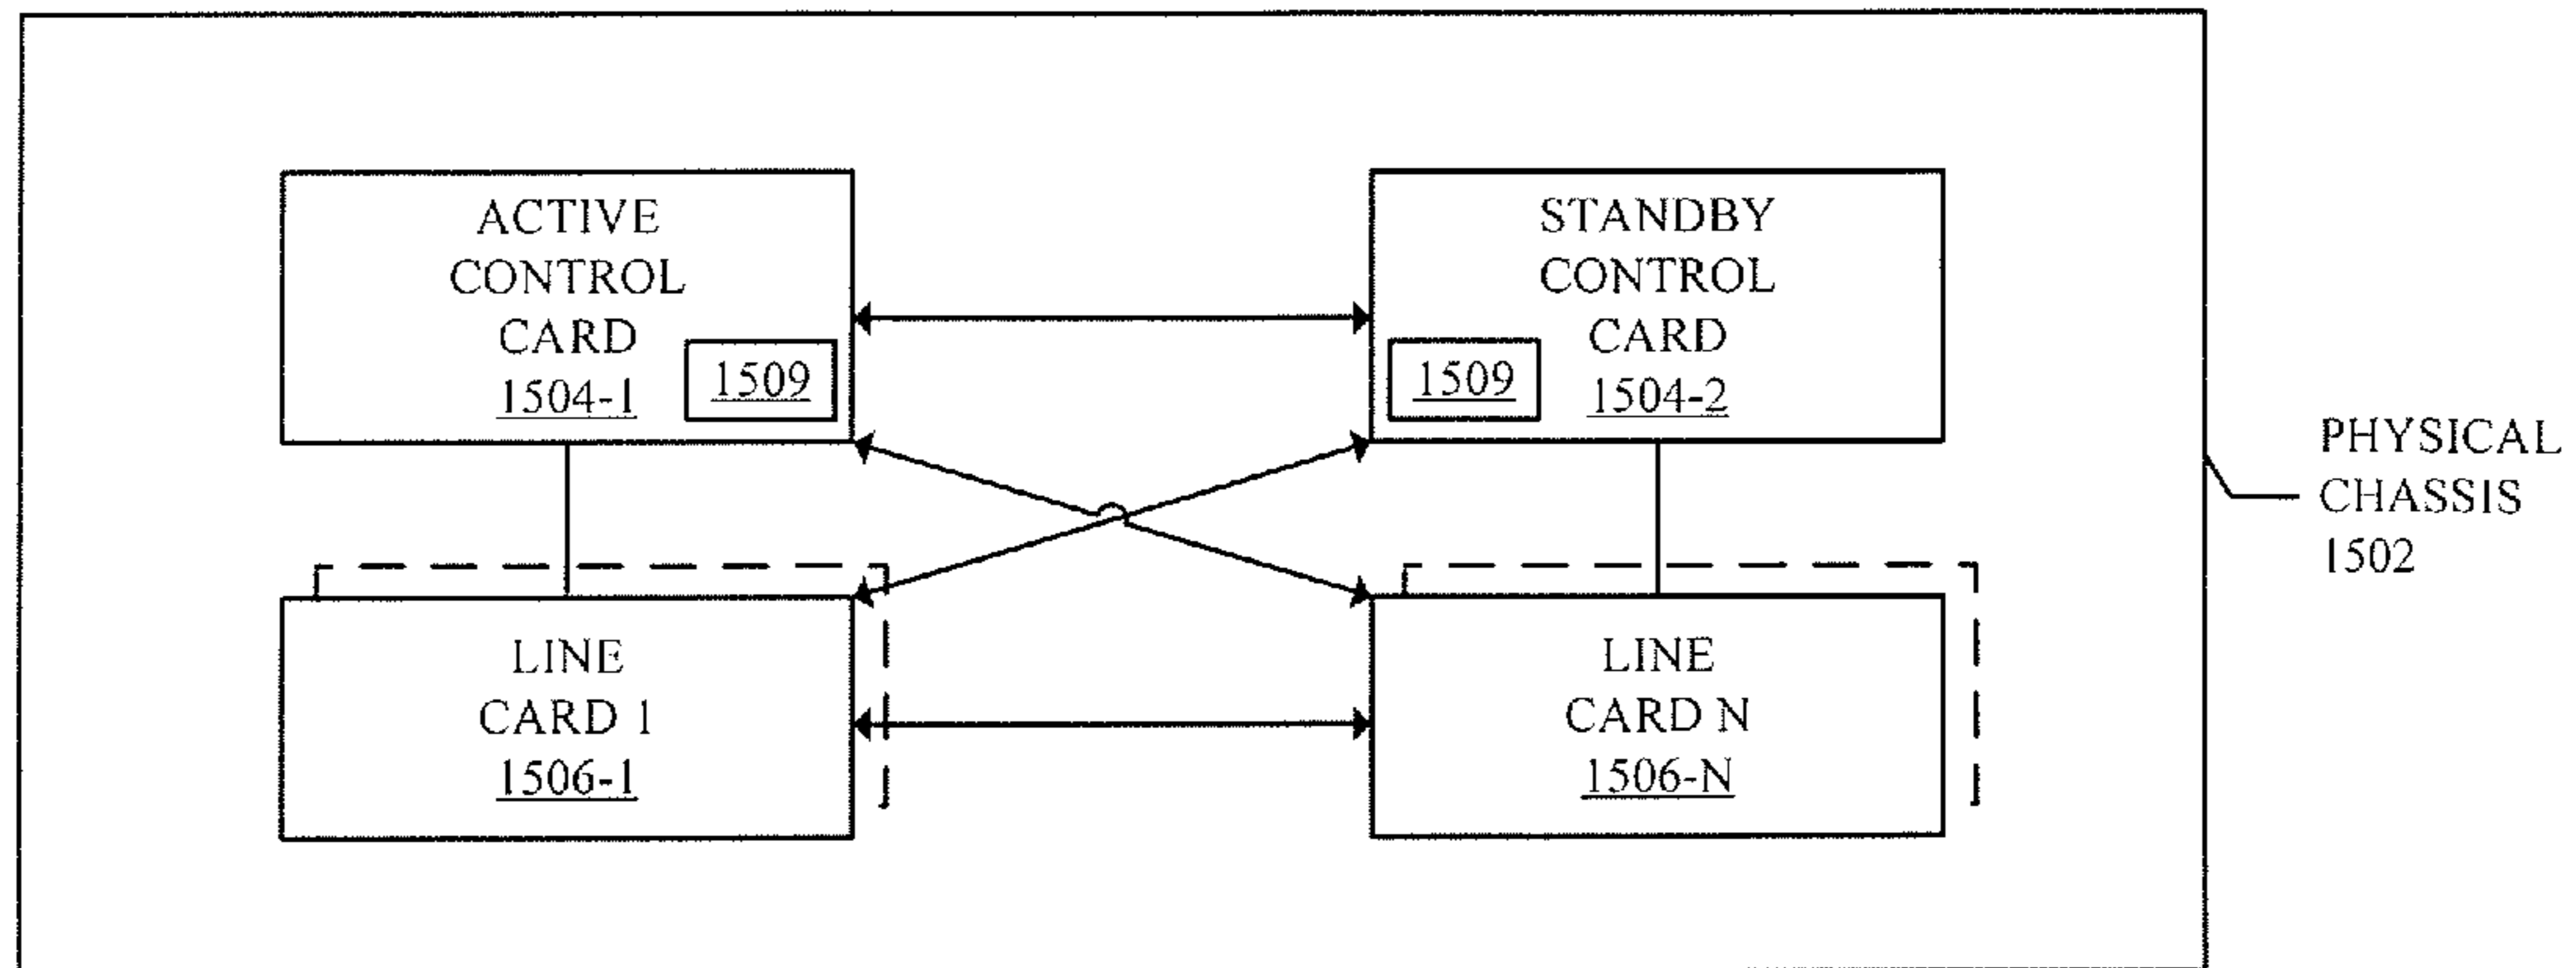 ACTIVE
CONTROL
CARD
1504-1
1509
STANDBY
CONTROL
CARD
1504-2
1509
PHYSICAL
CHASSIS
1502
LINE
CARD 1
1506-1
LINE
CARD N
1506-N